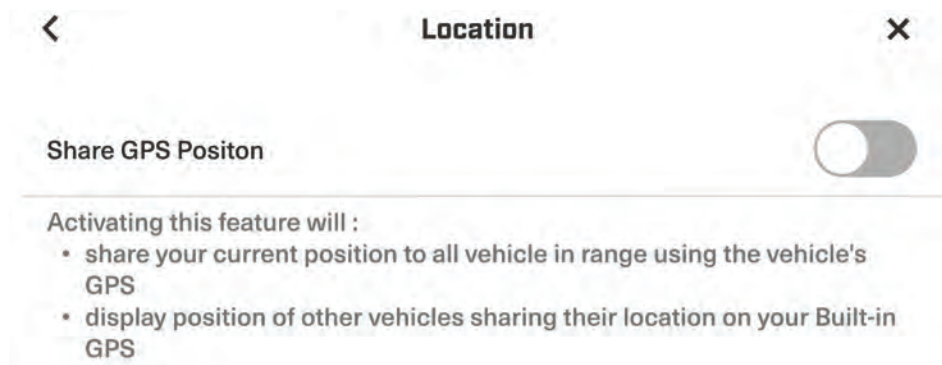 Location
Share GPS Positon
Activating this feature will :
• share your current position to all vehicle in range using the vehicle's
GPS
• display position of other vehicles sharing their location on your Built-in
GPS